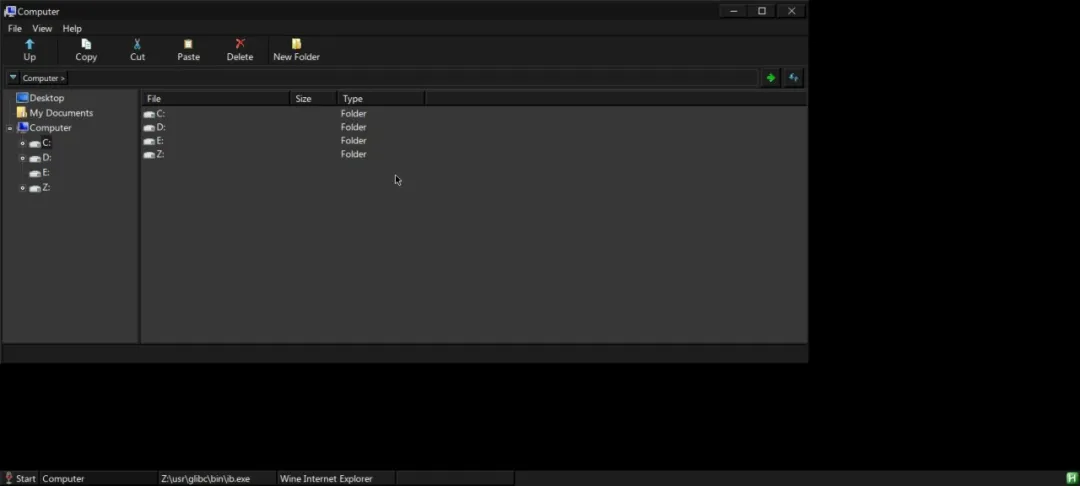 Computer
File View Help
Up Copy Cut Paste Delete New Folder
Computer >
Desktop
My Documents
Computer
C:
D:
E:
Z:
File Size Type
C: Folder
D: Folder
E: Folder
Z: Folder
Start Computer Z:\usr\glibc\bin\ib.exe Wine Internet Explorer